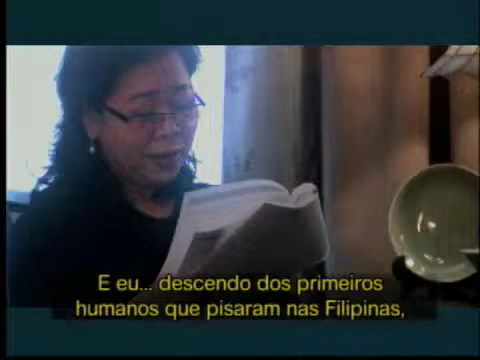 E eu... descendo dos primeiros
humanos que pisaram nas Filipinas,